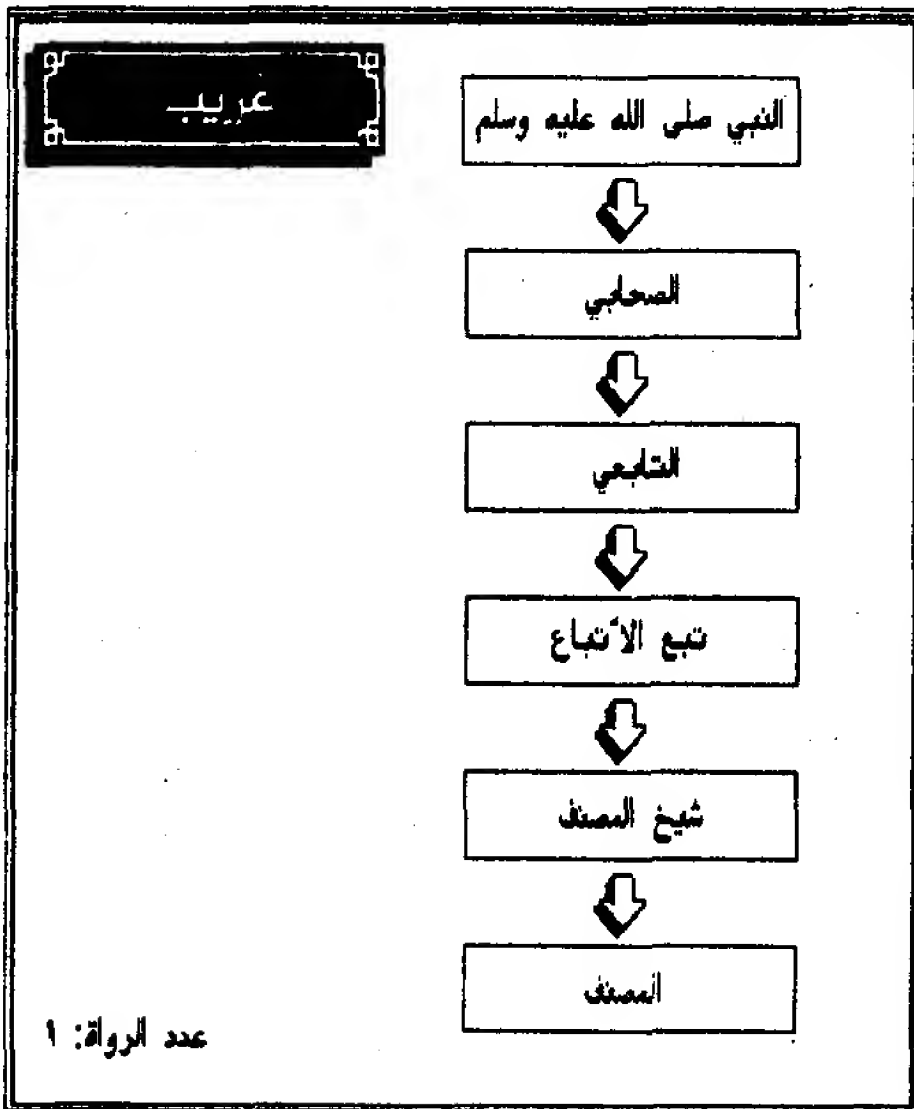 غريب
النبي صلى الله عليه وسلم
الصحابي
التابعي
تبع الأتباع
شيخ المصنف
المصنف
عدد الرواة: ١